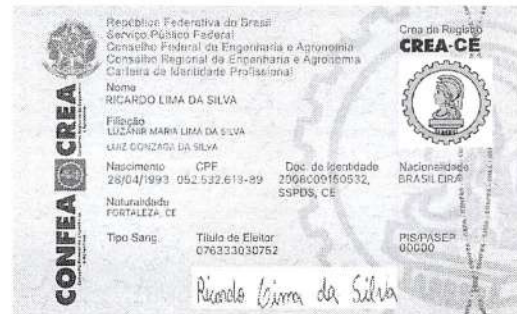 República Federativa do Brasil
Serviço Público Federal
Conselho Federal de Engenharia e Agronomia
Conselho Regional de Engenharia e Agronomia
Carteira de Identidade Profissional
Crea de Registro
CREA-CE
Nome
RICARDO LIMA DA SILVA
Filiação
LUZANIR MARIA LIMA DA SILVA
LUIZ GONZAGA DA SILVA
Nascimento CPF Doc. de Identidade Nacionalidade
28/04/1993 052.532.613-89 2008009160532, BRASILEIRA
SSPDS, CE
Naturalidade
FORTALEZA, CE
Tipo Sang. Título de Eleitor PIS/PASEP
076333030752 00000
Ricardo Lima da Silva
CONFEA
CREA